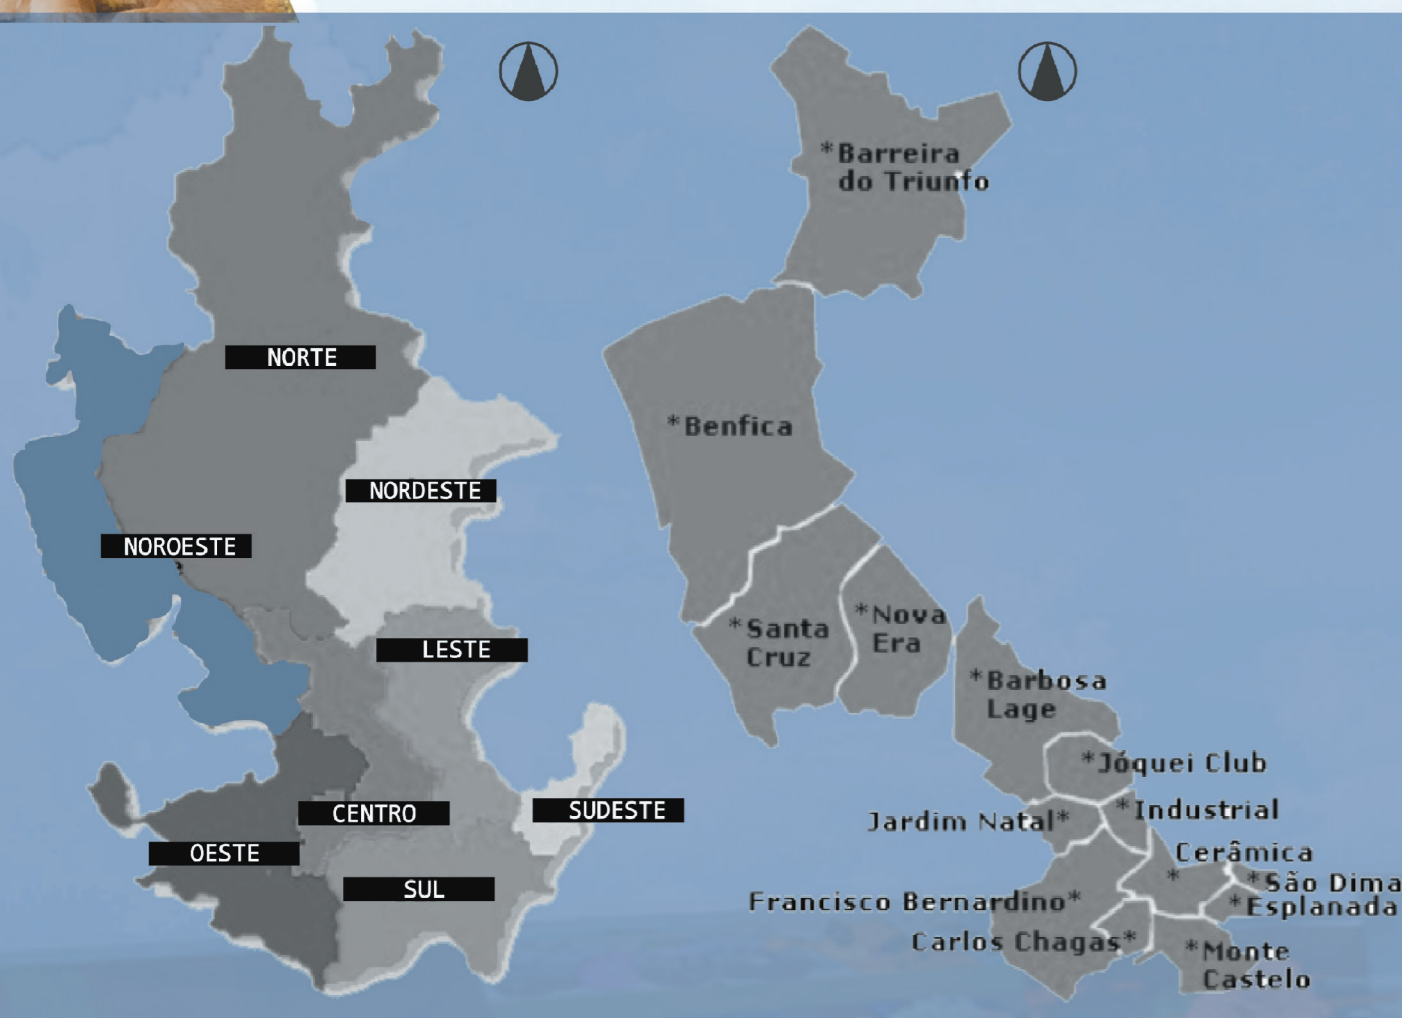 NORTE
NORDESTE
NOROESTE
LESTE
CENTRO
SUDESTE
OESTE
SUL
*Barreira
do Triunfo
*Benfica
*Santa
Cruz
*Nova
Era
*Barbosa
Lage
*Jóquei Club
*Industrial
Jardim Natal*
Cerâmica
*
*São Dima
*Esplanada
Francisco Bernardino*
Carlos Chagas*
*Monte
Castelo